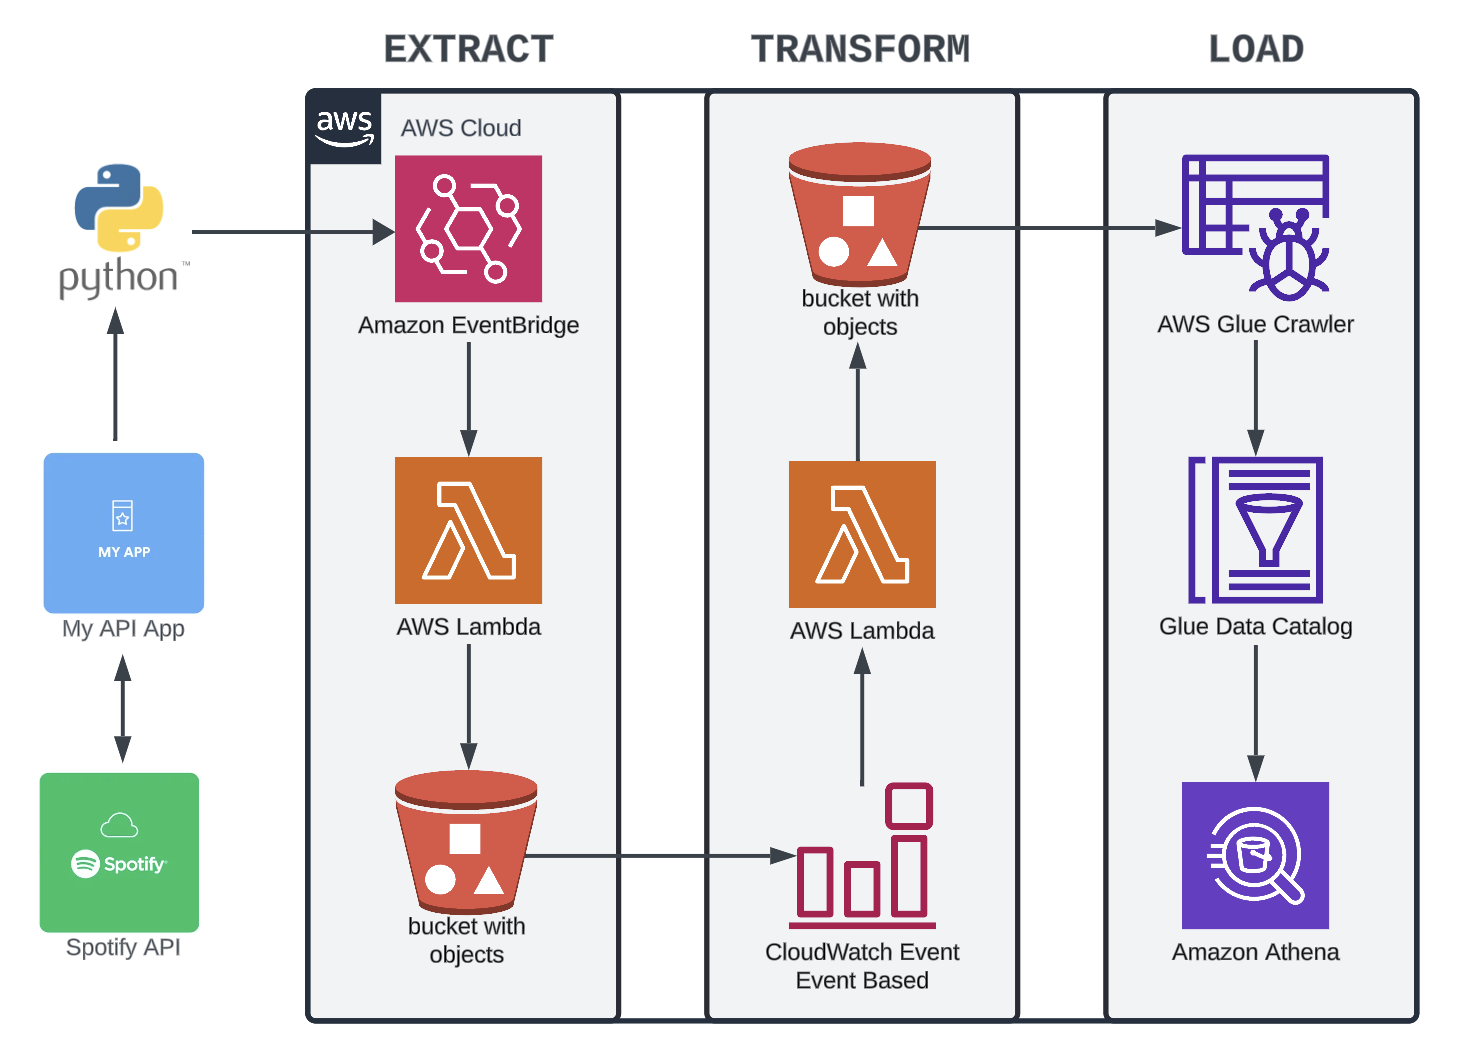 EXTRACT
TRANSFORM
LOAD
aws
AWS Cloud
python™
MY APP
My API App
Spotify
Spotify API
Amazon EventBridge
AWS Lambda
bucket with
objects
bucket with
objects
AWS Lambda
CloudWatch Event
Event Based
AWS Glue Crawler
Glue Data Catalog
Amazon Athena